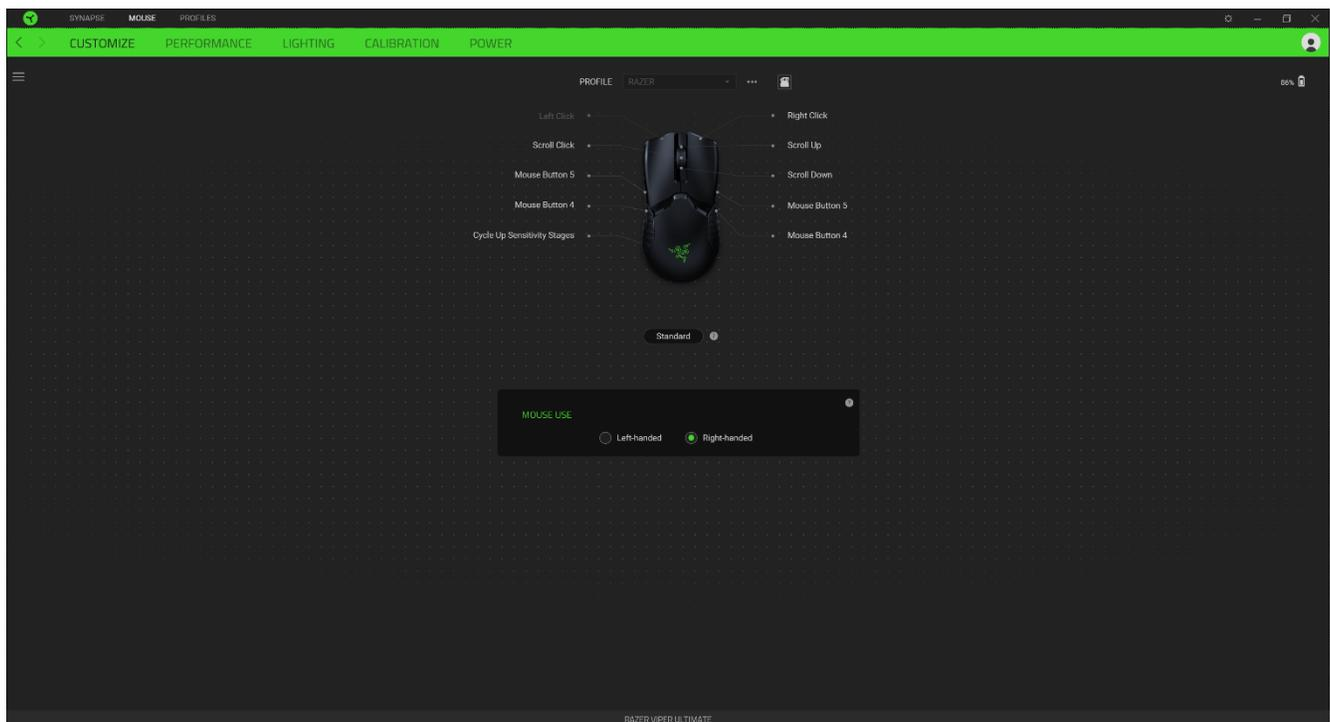 SYNAPSE MOUSE PROFILES
CUSTOMIZE PERFORMANCE LIGHTING CALIBRATION POWER
PROFILE RAZER
86%
Left Click
Right Click
Scroll Click
Scroll Up
Mouse Button 5
Scroll Down
Mouse Button 4
Mouse Button 5
Cycle Up Sensitivity Stages
Mouse Button 4
Standard ?
?
MOUSE USE
Left-handed Right-handed
RAZER VIPER ULTIMATE